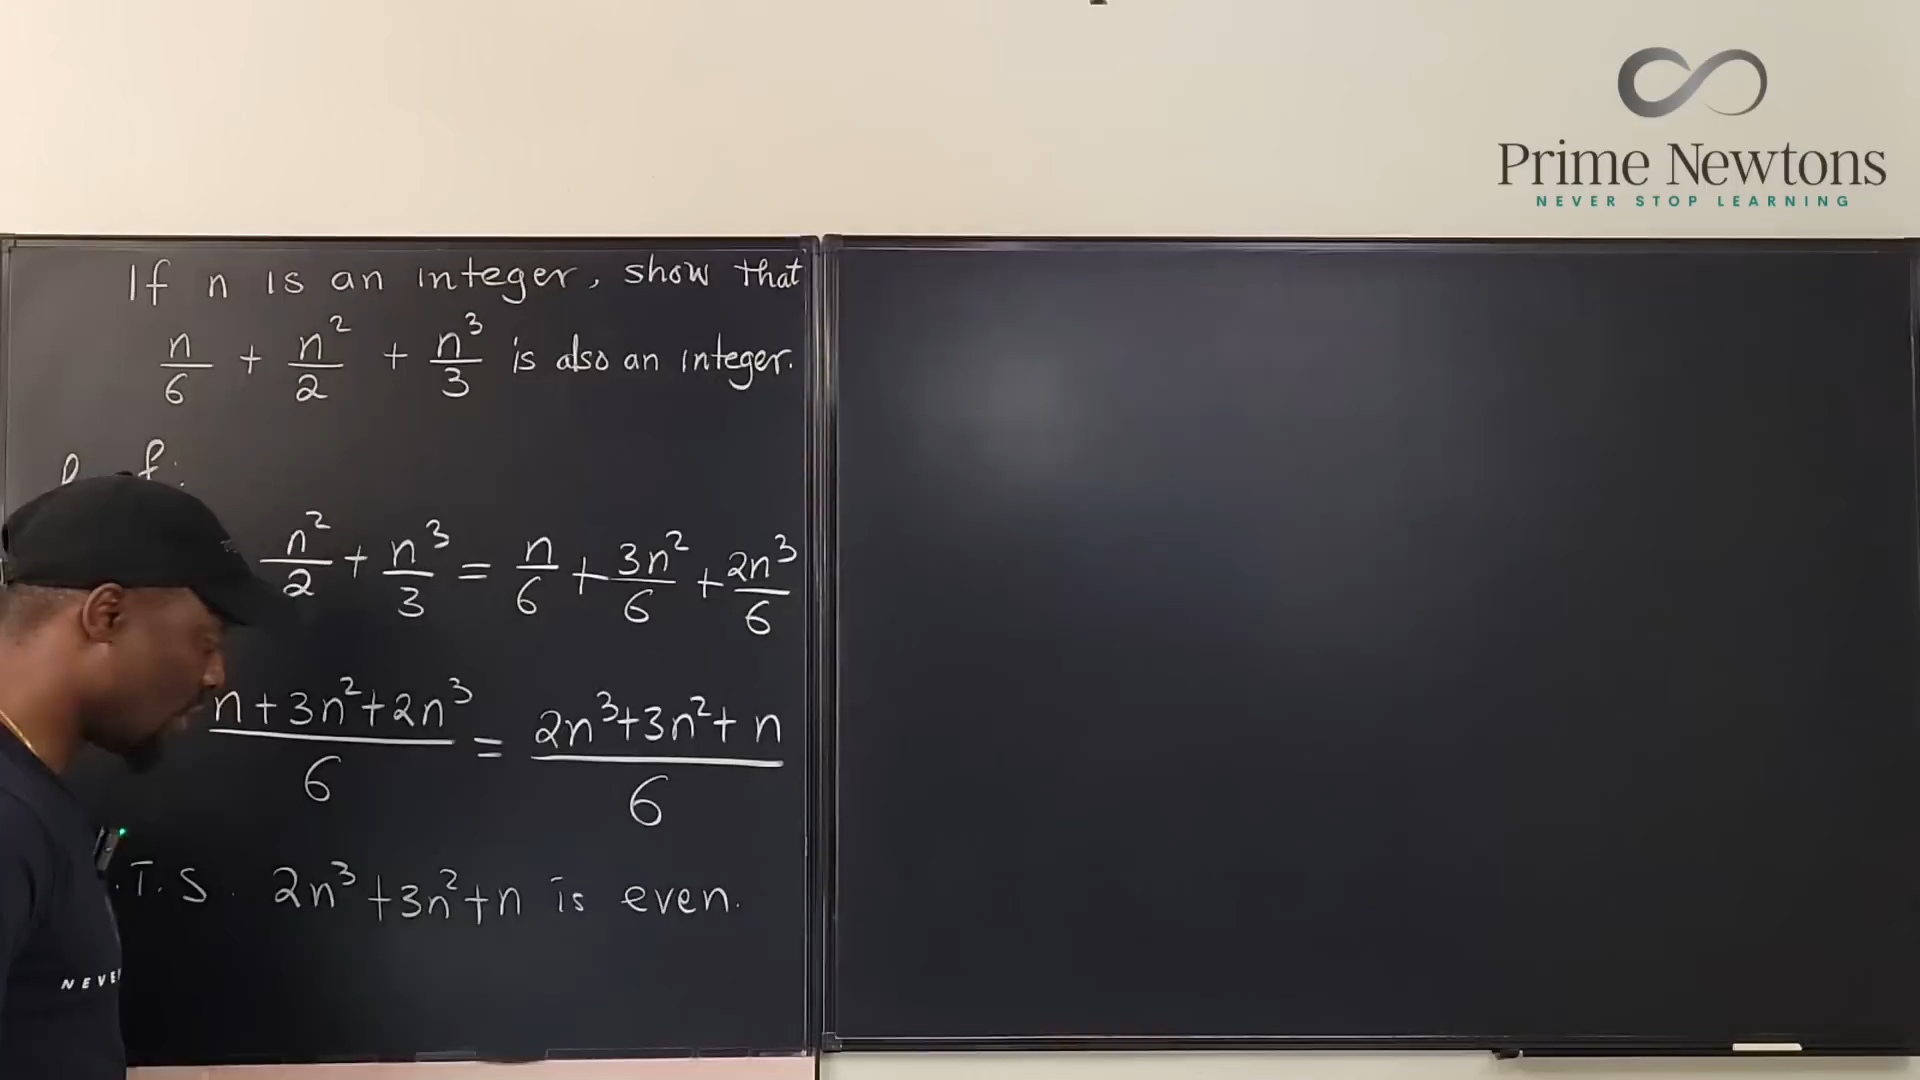 Prime Newtons
NEVER STOP LEARNING
If n is an integer, show that
n/6 + n²/2 + n³/3 is also an integer.
n²/2 + n³/3 = n/6 + 3n²/6 + 2n³/6
n+3n²+2n³/6 = 2n³+3n²+n/6
.T.S. 2n³+3n²+n is even.